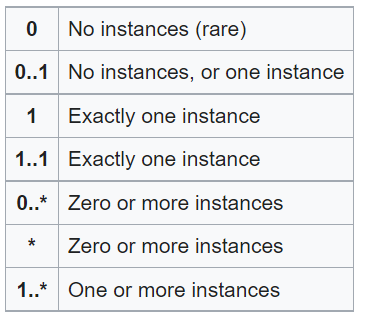 0 No instances (rare)
0..1 No instances, or one instance
1 Exactly one instance
1..1 Exactly one instance
0..* Zero or more instances
* Zero or more instances
1..* One or more instances